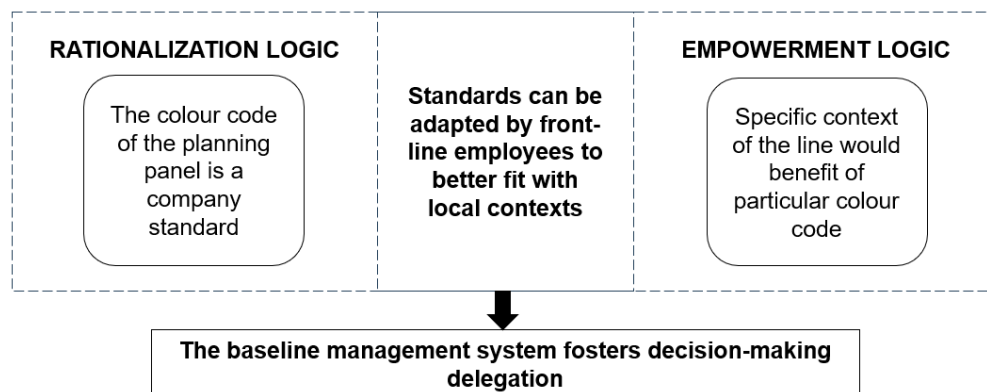 RATIONALIZATION LOGIC
The colour code
of the planning
panel is a
company
standard
Standards can be
adapted by front-
line employees to
better fit with
local contexts
EMPOWERMENT LOGIC
Specific context
of the line would
benefit of
particular colour
code
The baseline management system fosters decision-making
delegation